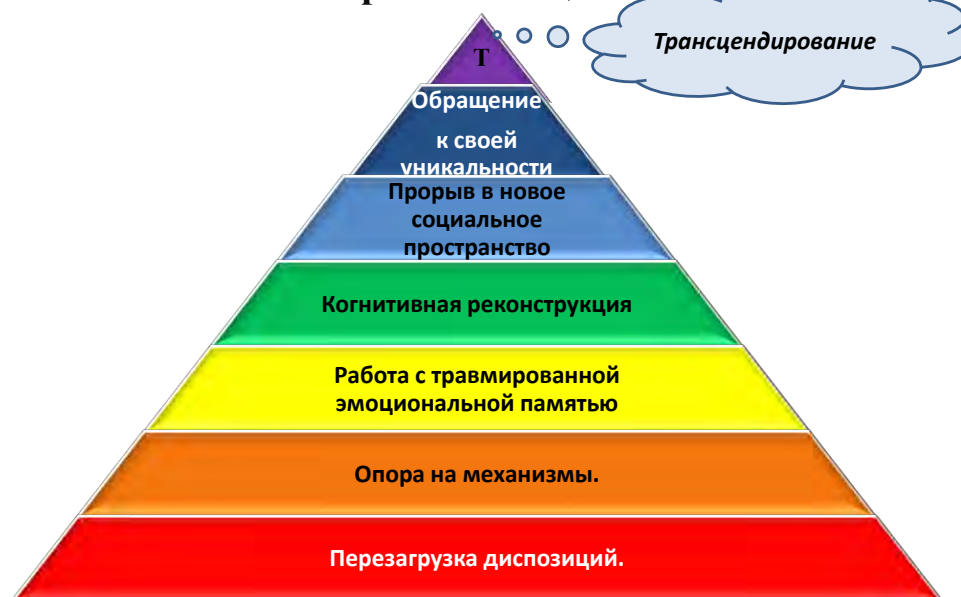 Трансцендирование
Т
Обращение
к своей
уникальности
Прорыв в новое
социальное
пространство
Когнитивная реконструкция
Работа с травмированной
эмоциональной памятью
Опора на механизмы.
Перезагрузка диспозиций.